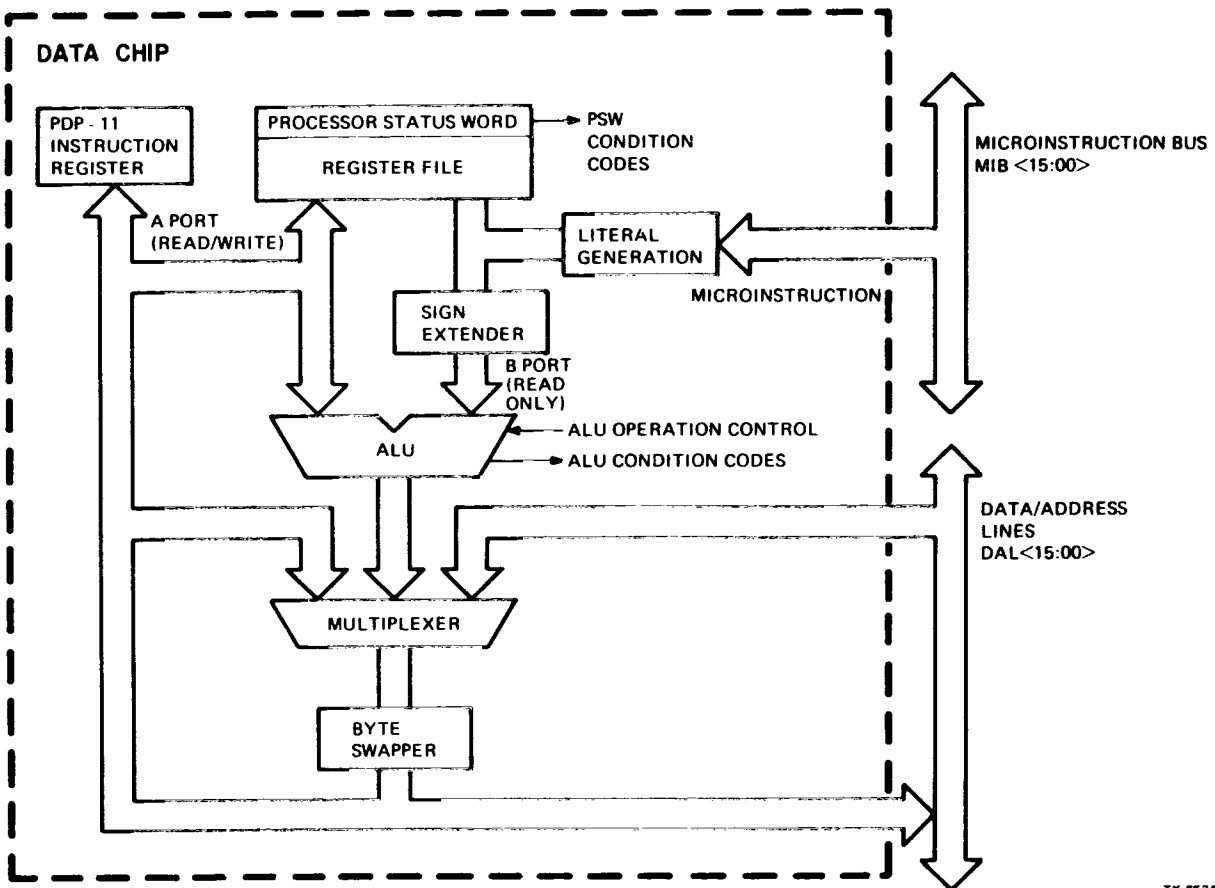 DATA CHIP
PDP - 11
INSTRUCTION
REGISTER
PROCESSOR STATUS WORD
REGISTER FILE
PSW
CONDITION
CODES
MICROINSTRUCTION BUS
MIB <15:00>
A PORT
(READ/WRITE)
LITERAL
GENERATION
MICROINSTRUCTION
SIGN
EXTENDER
B PORT
(READ
ONLY)
ALU
ALU OPERATION CONTROL
ALU CONDITION CODES
DATA/ADDRESS
LINES
DAL<15:00>
MULTIPLEXER
BYTE
SWAPPER